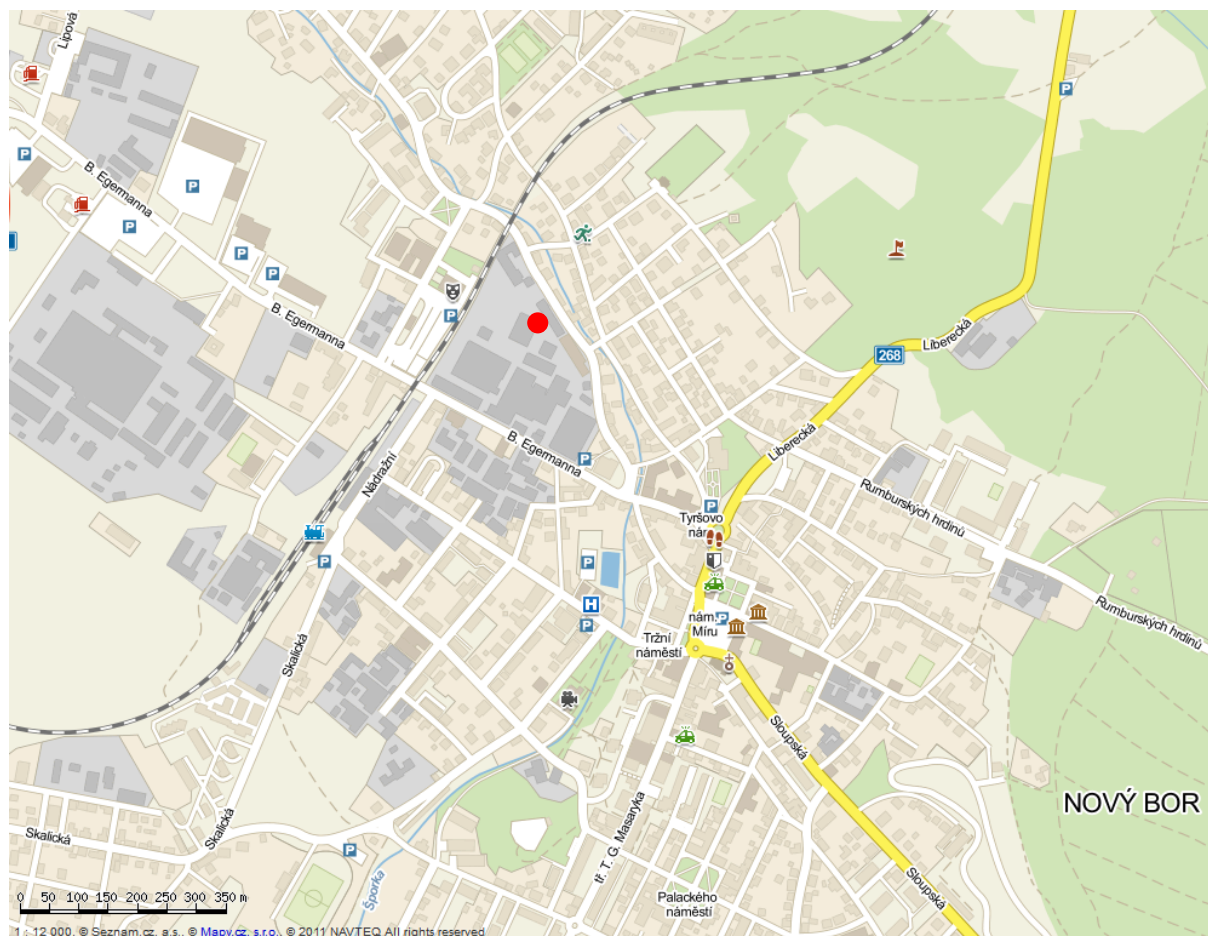 Lipová
P
P
P
P
P
P
P
B. Egermanna
B. Egermanna
B. Egermanna
P
Nádražní
P
268
Liberecká
Liberecká
Rumburských hrdinů
Rumburských hrdinů
P
Tyršovo
nám.
P
P
H
P
P
nám.
Míru
Tržní
náměstí
Skalická
Skalická
Skalická
Sloupská
Sloupská
NOVÝ BOR
tř. T. G. Masaryka
P
Šporka
Palackého
náměstí
0 50 100 150 200 250 300 350 m
1 : 12 000, © Seznam.cz, a.s., © Mapy.cz, s.r.o., © 2011 NAVTEQ All rights reserved